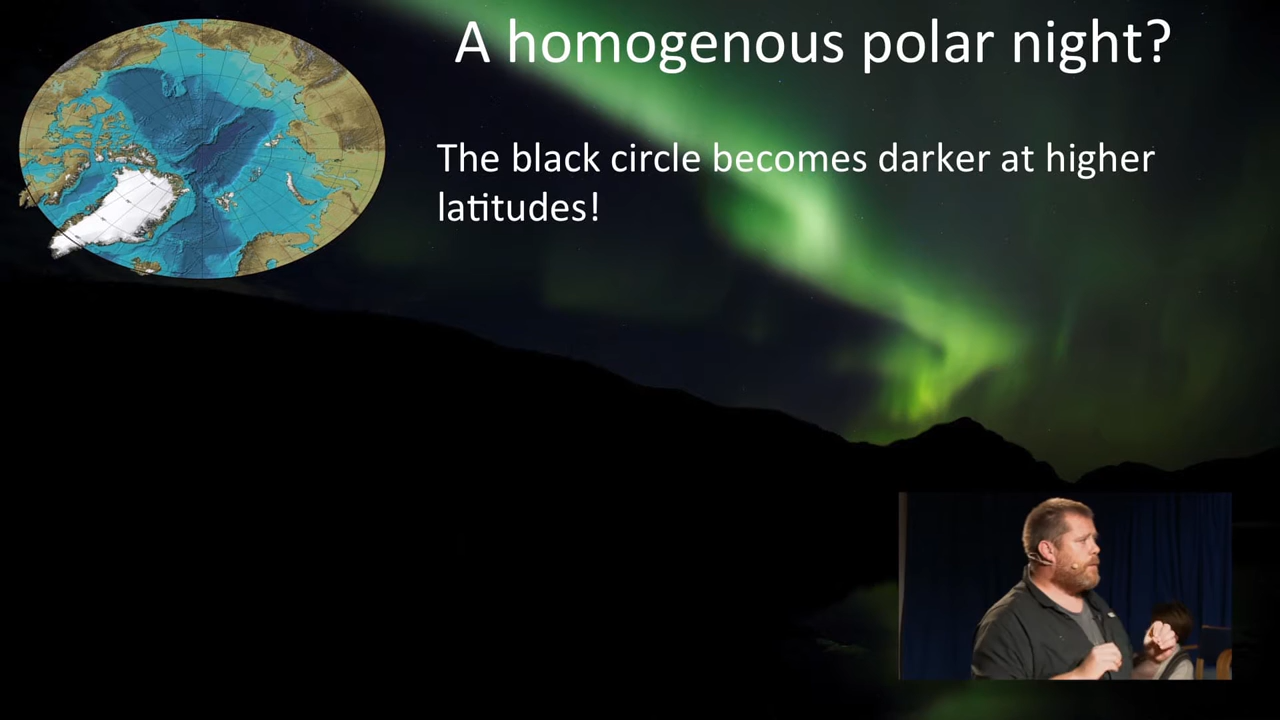 A homogenous polar night?
The black circle becomes darker at higher
latitudes!